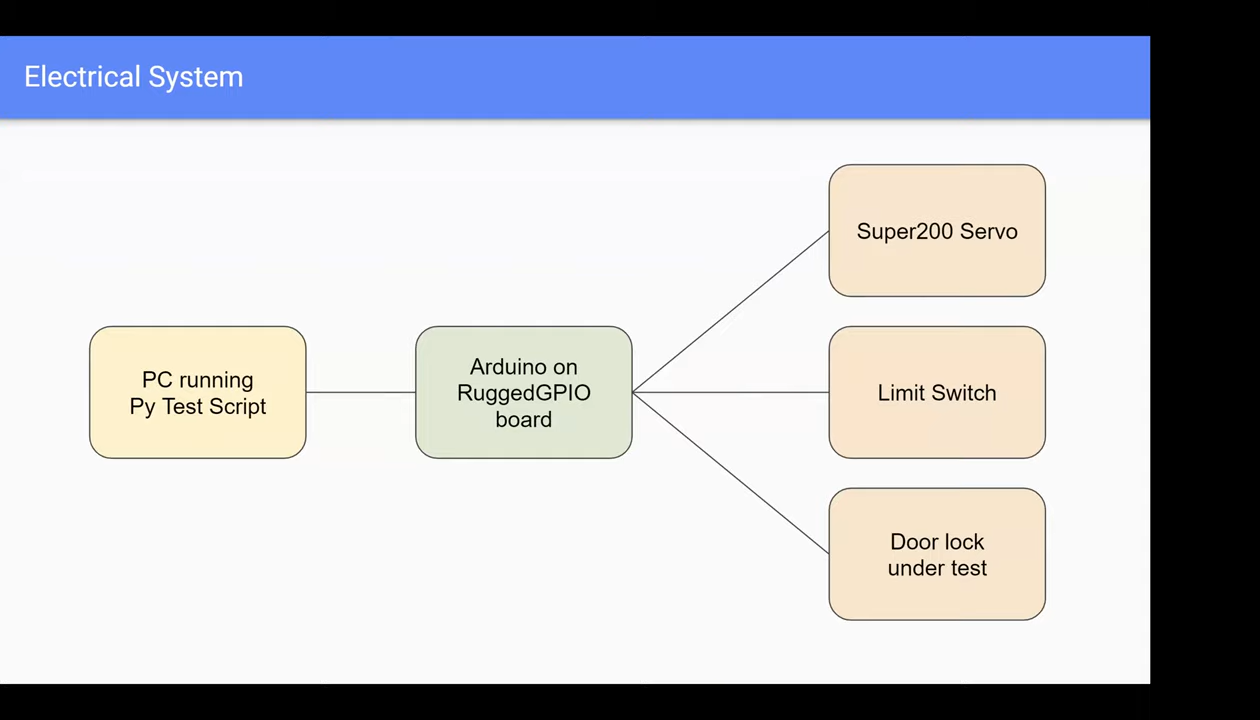 Electrical System
Super200 Servo
PC running
Py Test Script
Arduino on
RuggedGPIO
board
Limit Switch
Door lock
under test